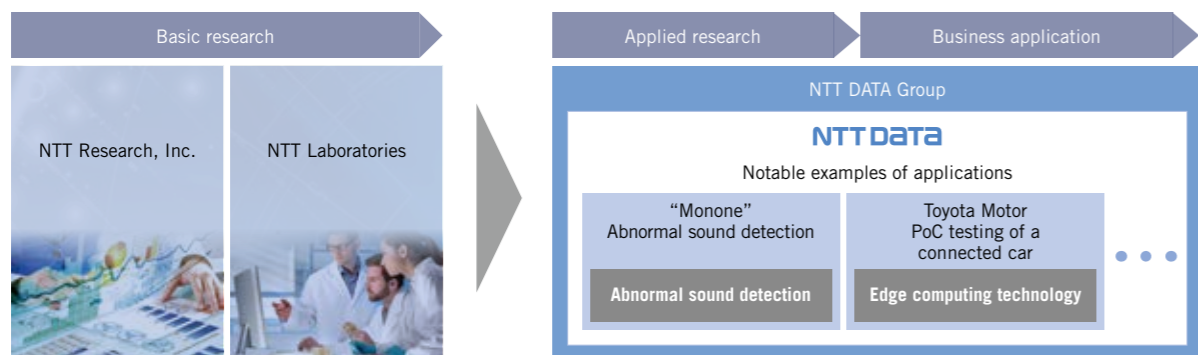 Basic research
NTT Research, Inc.
NTT Laboratories
Applied research
Business application
NTT DATA Group
NTT DATA
Notable examples of applications
“Monone”
Abnormal sound detection
Abnormal sound detection
Toyota Motor
PoC testing of a
connected car
Edge computing technology